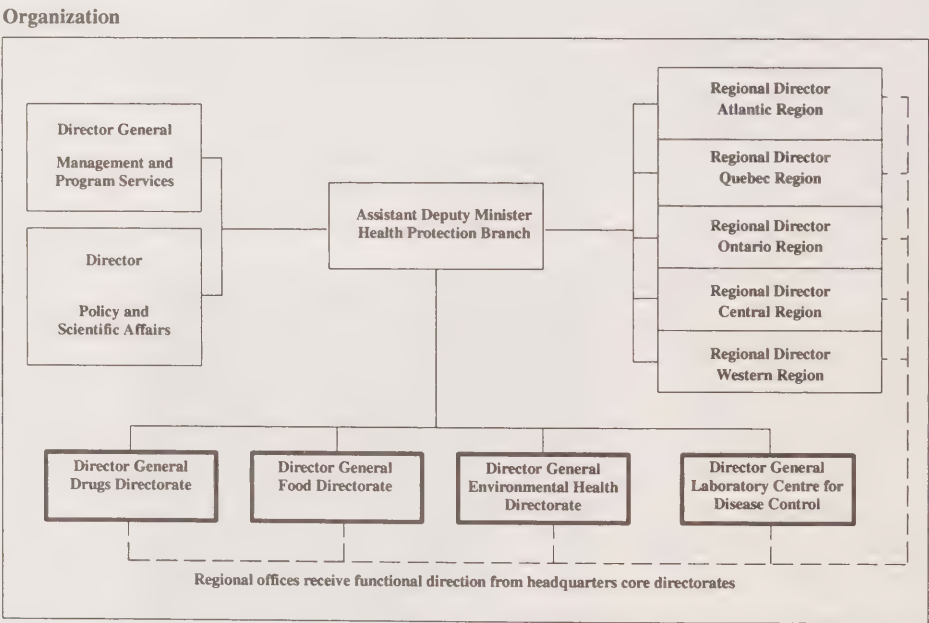 Organization
Director General
Management and
Program Services
Director
Policy and
Scientific Affairs
Assistant Deputy Minister
Health Protection Branch
Regional Director
Atlantic Region
Regional Director
Quebec Region
Regional Director
Ontario Region
Regional Director
Central Region
Regional Director
Western Region
Director General
Drugs Directorate
Director General
Food Directorate
Director General
Environmental Health
Directorate
Director General
Laboratory Centre for
Disease Control
Regional offices receive functional direction from headquarters core directorates